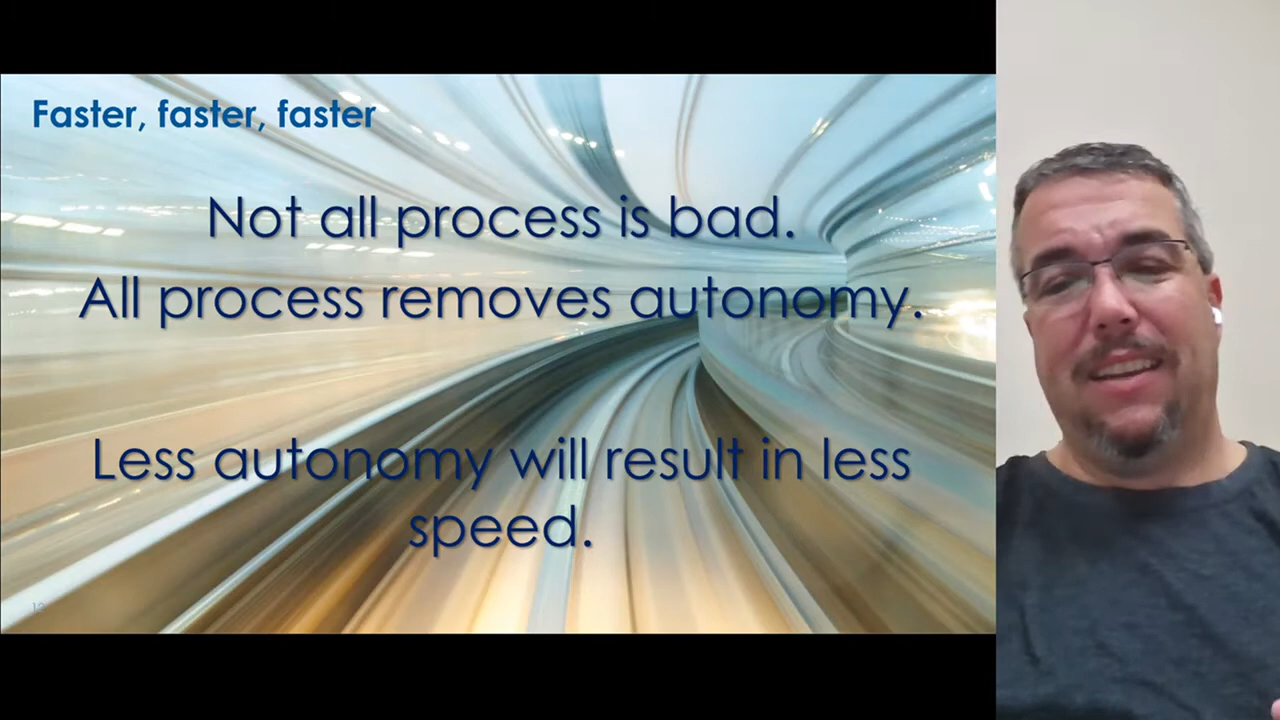 Faster, faster, faster
Not all process is bad.
All process removes autonomy.
Less autonomy will result in less
speed.